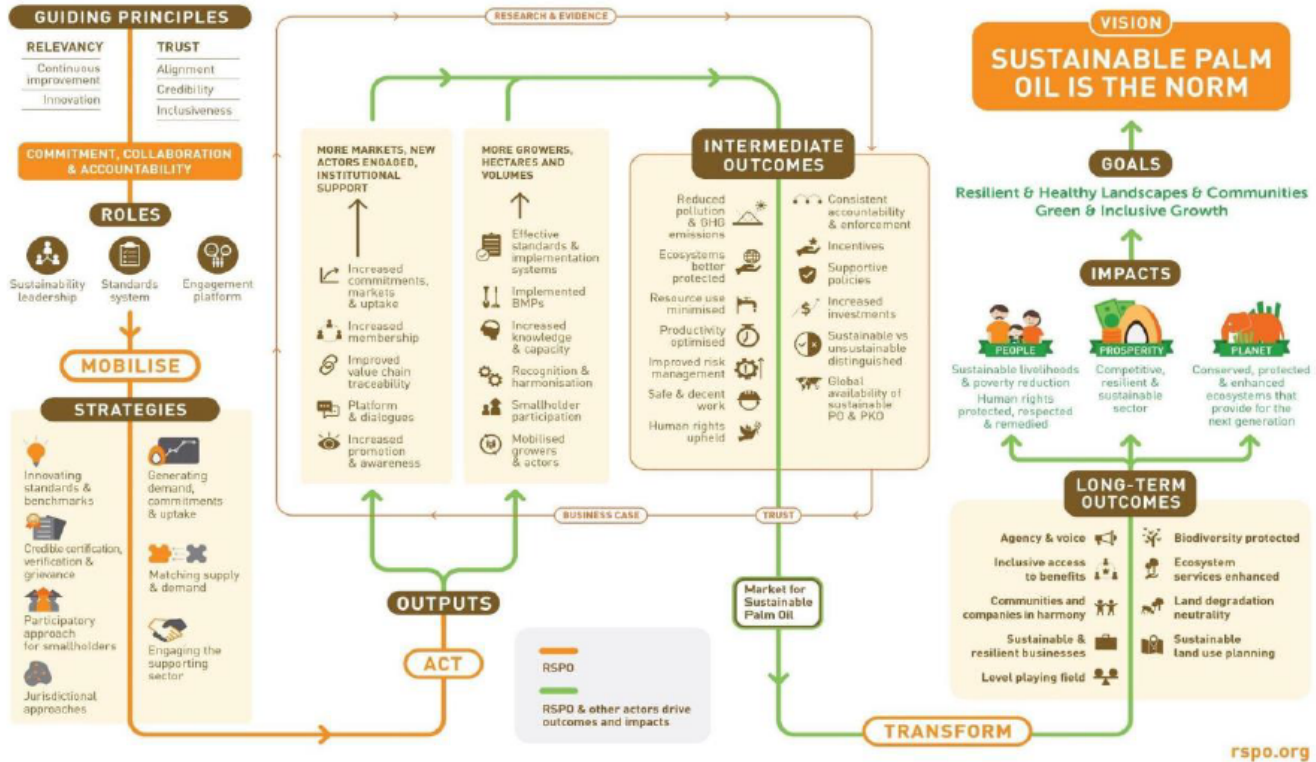 GUIDING PRINCIPLES
RELEVANCY
Continuous
improvement
Innovation
TRUST
Alignment
Credibility
Inclusiveness
COMMITMENT, COLLABORATION
& ACCOUNTABILITY
ROLES
Sustainability
leadership
Standards
system
Engagement
platform
MOBILISE
STRATEGIES
Innovating
standards &
benchmarks
Credible certification,
verification &
grievance
Participatory
approach
for smallholders
Jurisdictional
approaches
Generating
demand,
commitments
& uptake
Matching supply
& demand
Engaging the
supporting
sector
ACT
OUTPUTS
RESEARCH & EVIDENCE
MORE MARKETS, NEW
ACTORS ENGAGED,
INSTITUTIONAL
SUPPORT
Increased
commitments,
markets
& uptake
Increased
membership
Improved
value chain
traceability
Platform
& dialogues
Increased
promotion
& awareness
MORE GROWERS,
HECTARES AND
VOLUMES
Effective
standards &
implementation
systems
Implemented
BMPs
Increased
knowledge
& capacity
Recognition &
harmonisation
Smallholder
participation
Mobilised
growers
& actors
BUSINESS CASE
TRUST
INTERMEDIATE
OUTCOMES
Reduced
pollution
& GHG
emissions
Ecosystems
better
protected
Resource use
minimised
Productivity
optimised
Improved risk
management
Safe & decent
work
Human rights
upheld
Consistent
accountability
& enforcement
Incentives
Supportive
policies
Increased
investments
Sustainable vs
unsustainable
distinguished
Global
availability of
sustainable
PO & PKO
Market for
Sustainable
Palm Oil
RSPO
RSPO & other actors drive
outcomes and impacts
TRANSFORM
VISION
SUSTAINABLE PALM
OIL IS THE NORM
GOALS
Resilient & Healthy Landscapes & Communities
Green & Inclusive Growth
IMPACTS
PEOPLE
Sustainable livelihoods
& poverty reduction
Human rights
protected, respected
& remedied
PROSPERITY
Competitive,
resilient &
sustainable
sector
PLANET
Conserved, protected
& enhanced
ecosystems that
provide for the
next generation
LONG-TERM
OUTCOMES
Agency & voice
Inclusive access
to benefits
Communities and
companies in harmony
Sustainable &
resilient businesses
Level playing field
Biodiversity protected
Ecosystem
services enhanced
Land degradation
neutrality
Sustainable
land use planning
rspo.org